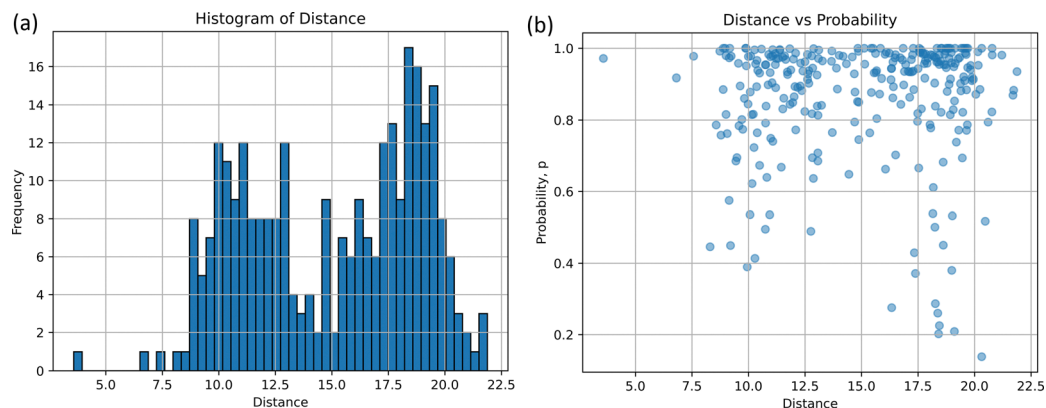 (a)
Histogram of Distance
Frequency
16
14
12
10
8
6
4
2
0
5.0 7.5 10.0 12.5 15.0 17.5 20.0 22.5
Distance
(b)
Distance vs Probability
Probability, p
1.0
0.8
0.6
0.4
0.2
5.0 7.5 10.0 12.5 15.0 17.5 20.0 22.5
Distance